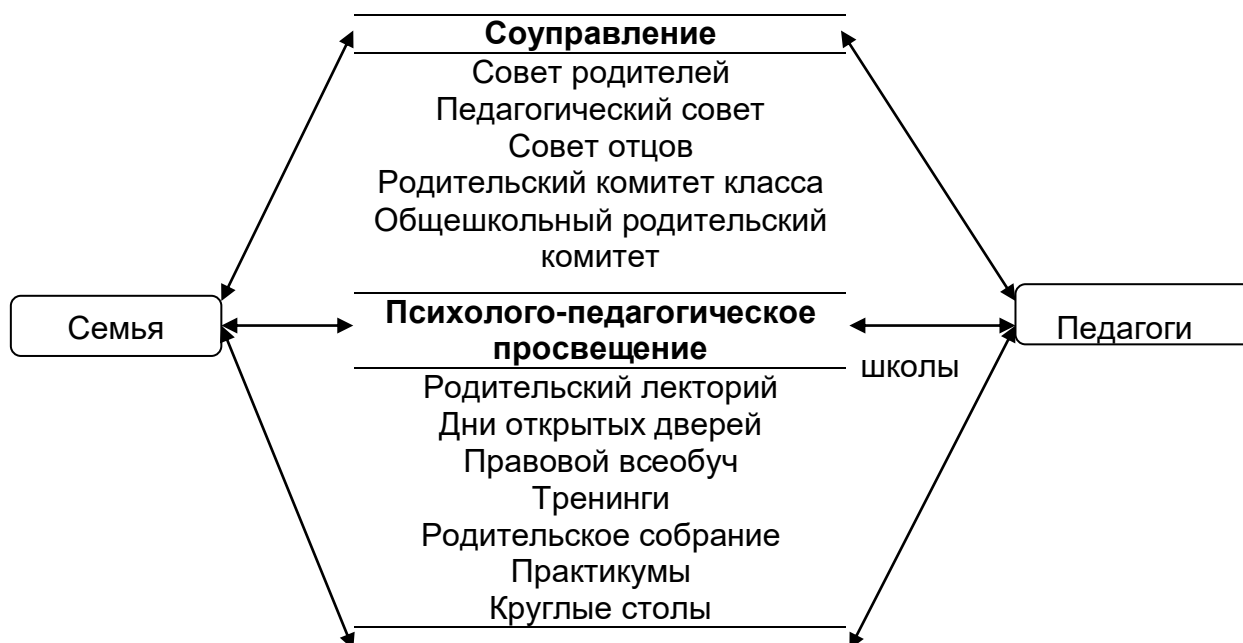 Соуправление
Совет родителей
Педагогический совет
Совет отцов
Родительский комитет класса
Общешкольный родительский
комитет
Семья
Психолого-педагогическое
просвещение
Педагоги
школы
Родительский лекторий
Дни открытых дверей
Правовой всеобуч
Тренинги
Родительское собрание
Практикумы
Круглые столы